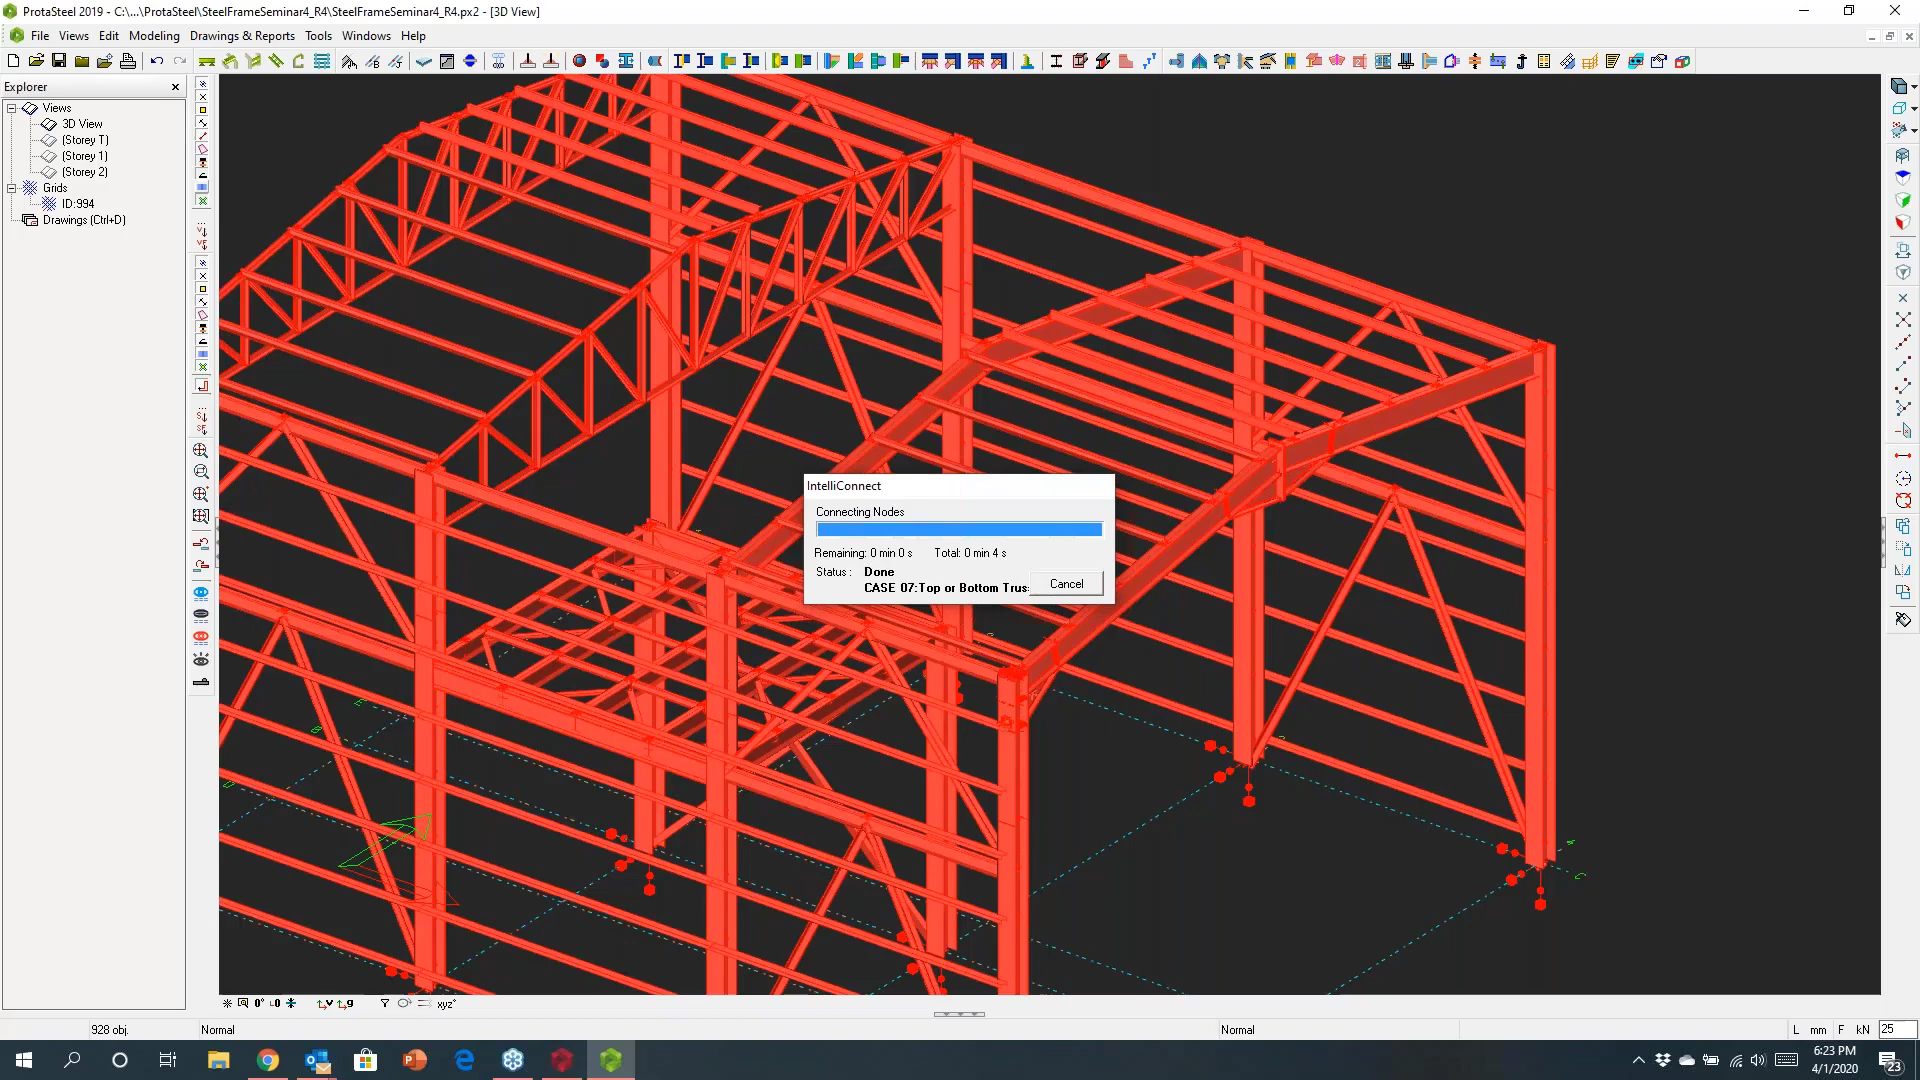 ProtaSteel 2019 - C:\...\ProtaSteel\SteelFrameSeminar4_R4\SteelFrameSeminar4_R4.px2 - [3D View]
File Views Edit Modeling Drawings & Reports Tools Windows Help
Explorer
Views
3D View
(Storey T)
(Storey 1)
(Storey 2)
Grids
ID:994
Drawings (Ctrl+D)
IntelliConnect
Connecting Nodes
Remaining: 0 min 0 s Total: 0 min 4 s
Status : Done
CASE 07:Top or Bottom Trus
Cancel
xyz
928 obj. Normal Normal L mm F kN 25
6:23 PM
4/1/2020
23